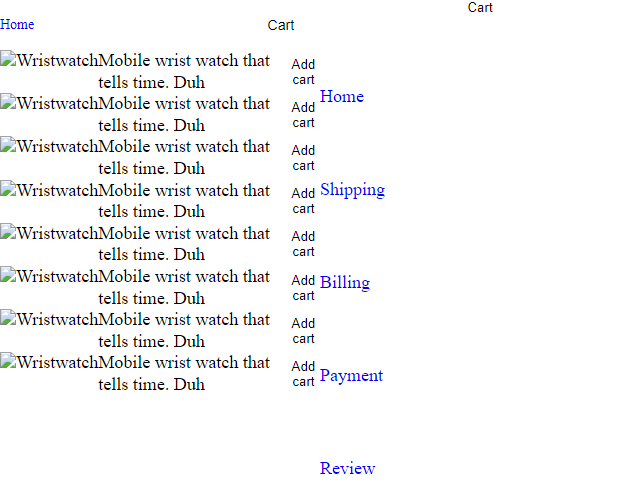 Cart
Home
Cart
WristwatchMobile wrist watch that
tells time. Duh
Add
cart
WristwatchMobile wrist watch that
tells time. Duh
Add
cart
WristwatchMobile wrist watch that
tells time. Duh
Add
cart
WristwatchMobile wrist watch that
tells time. Duh
Add
cart
WristwatchMobile wrist watch that
tells time. Duh
Add
cart
WristwatchMobile wrist watch that
tells time. Duh
Add
cart
WristwatchMobile wrist watch that
tells time. Duh
Add
cart
WristwatchMobile wrist watch that
tells time. Duh
Add
cart
Home
Shipping
Billing
Payment
Review